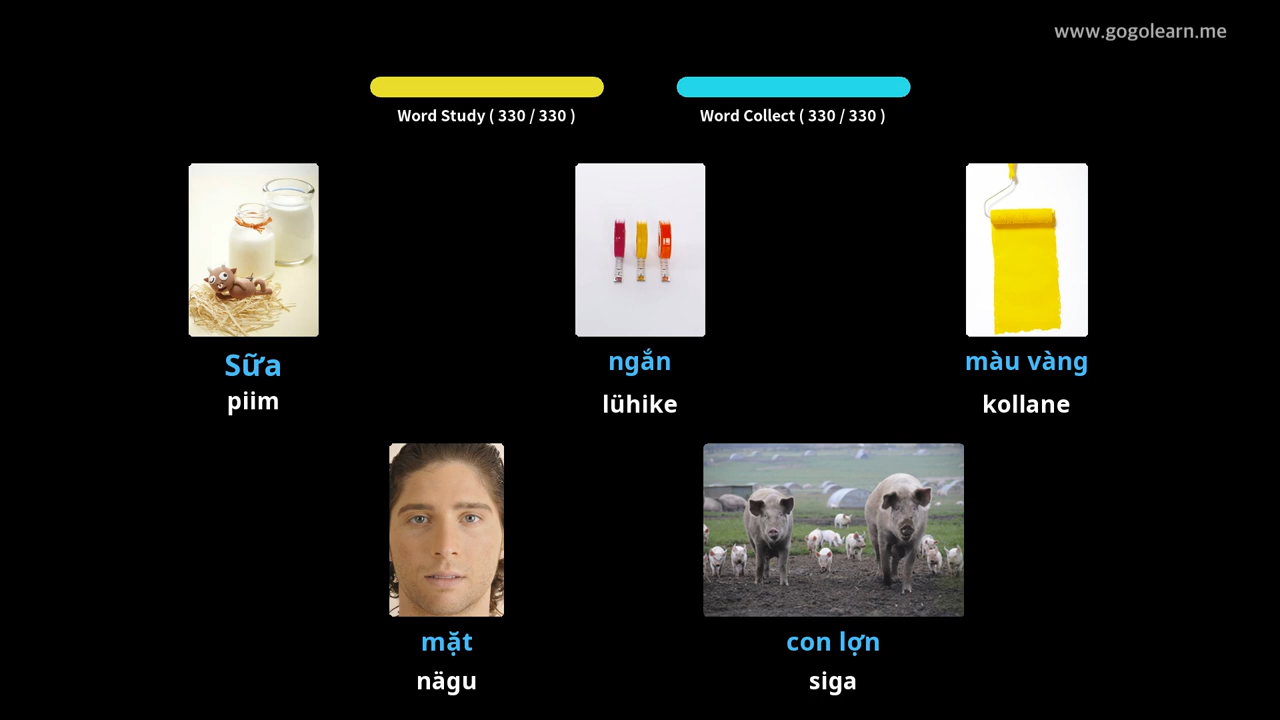 www.gogolearn.me
Word Study ( 330 / 330 )
Word Collect ( 330 / 330 )
Sữa
piim
ngắn
lühike
màu vàng
kollane
mặt
nägu
con lợn
siga